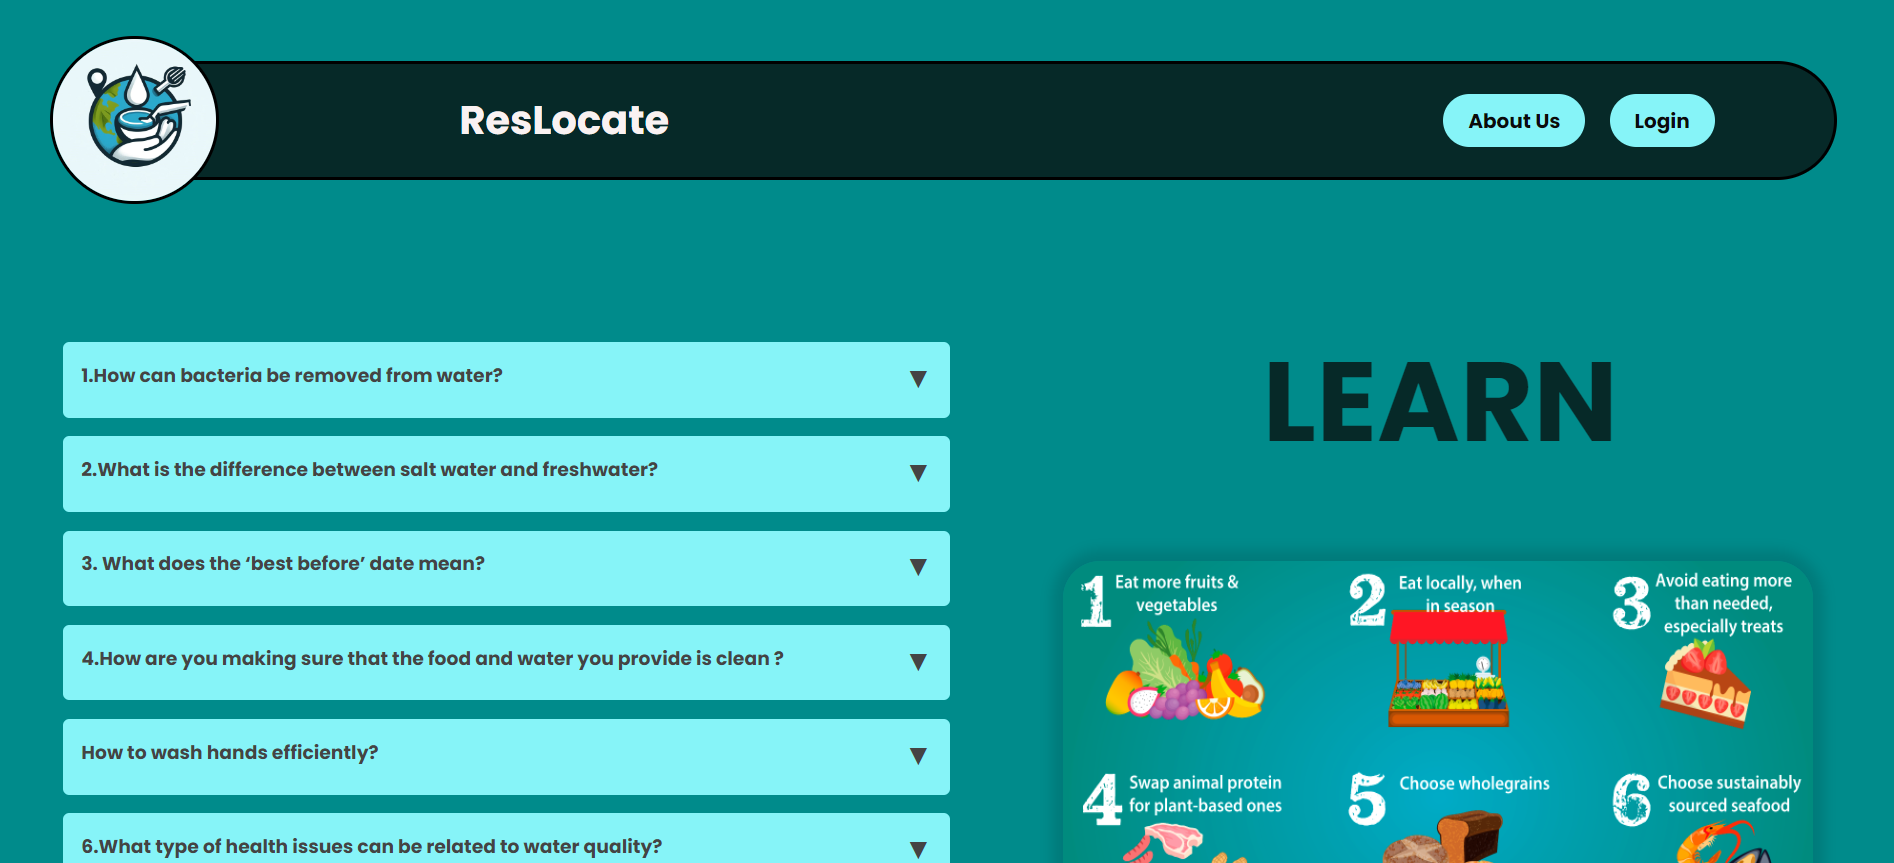 ResLocate
About Us
Login
1.How can bacteria be removed from water?
▼
2.What is the difference between salt water and freshwater?
▼
3. What does the ‘best before’ date mean?
▼
4.How are you making sure that the food and water you provide is clean ?
▼
How to wash hands efficiently?
▼
6.What type of health issues can be related to water quality?
▼
LEARN
1 Eat more fruits &
vegetables
2 Eat locally, when
in season
3 Avoid eating more
than needed,
especially treats
4 Swap animal protein
for plant-based ones
5 Choose wholegrains
6 Choose sustainably
sourced seafood